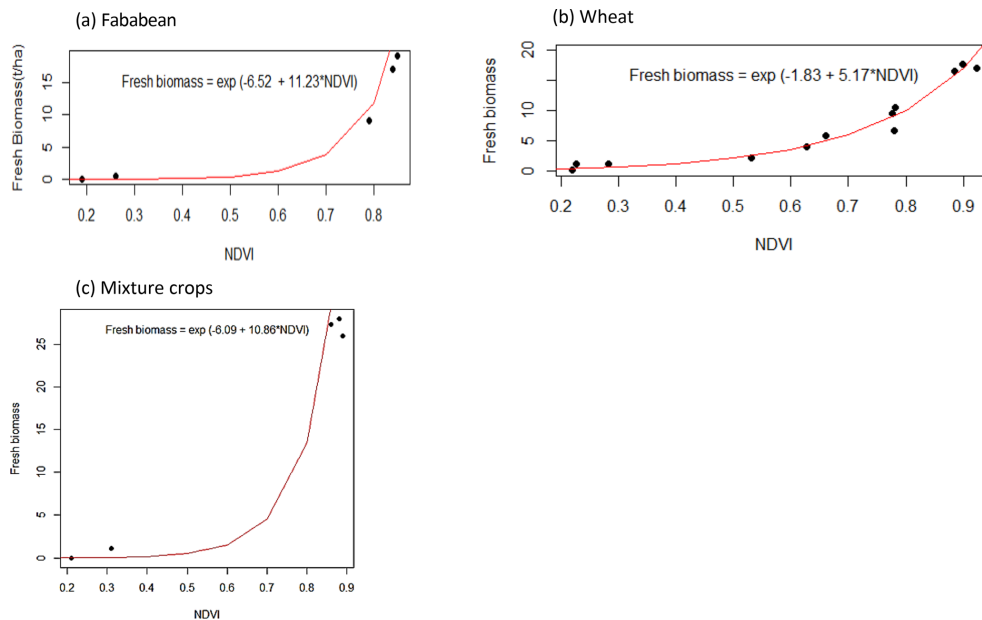 (a) Fababean
Fresh Biomass(t/ha)
Fresh biomass = exp (-6.52 + 11.23*NDVI)
15
10
5
0
0.2 0.3 0.4 0.5 0.6 0.7 0.8
NDVI
(b) Wheat
Fresh biomass
Fresh biomass = exp (-1.83 + 5.17*NDVI)
20
10
5
0
0.2 0.3 0.4 0.5 0.6 0.7 0.8 0.9
NDVI
(c) Mixture crops
Fresh biomass
Fresh biomass = exp (-6.09 + 10.86*NDVI)
25
20
15
10
5
0
0.2 0.3 0.4 0.5 0.6 0.7 0.8 0.9
NDVI